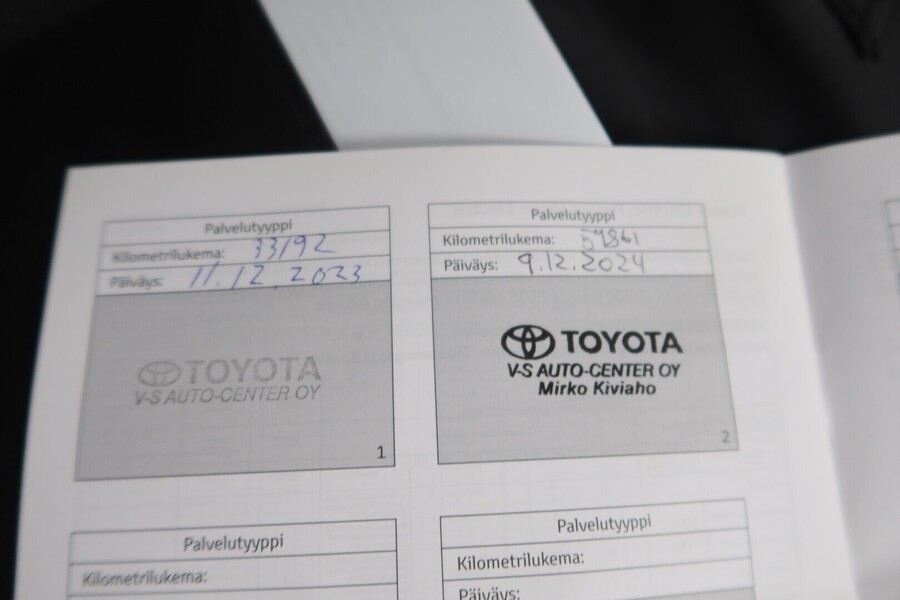 Palvelutyyppi
Kilometrilukema: 33192
Päiväys: 11.12.2023
TOYOTA
V-S AUTO-CENTER OY
1
Palvelutyyppi
Kilometrilukema: 59861
Päiväys: 9.12.2024
TOYOTA
V-S AUTO-CENTER OY
Mirko Kiviaho
2
Palvelutyyppi
Kilometrilukema:
Palvelutyyppi
Kilometrilukema:
Päiväys: